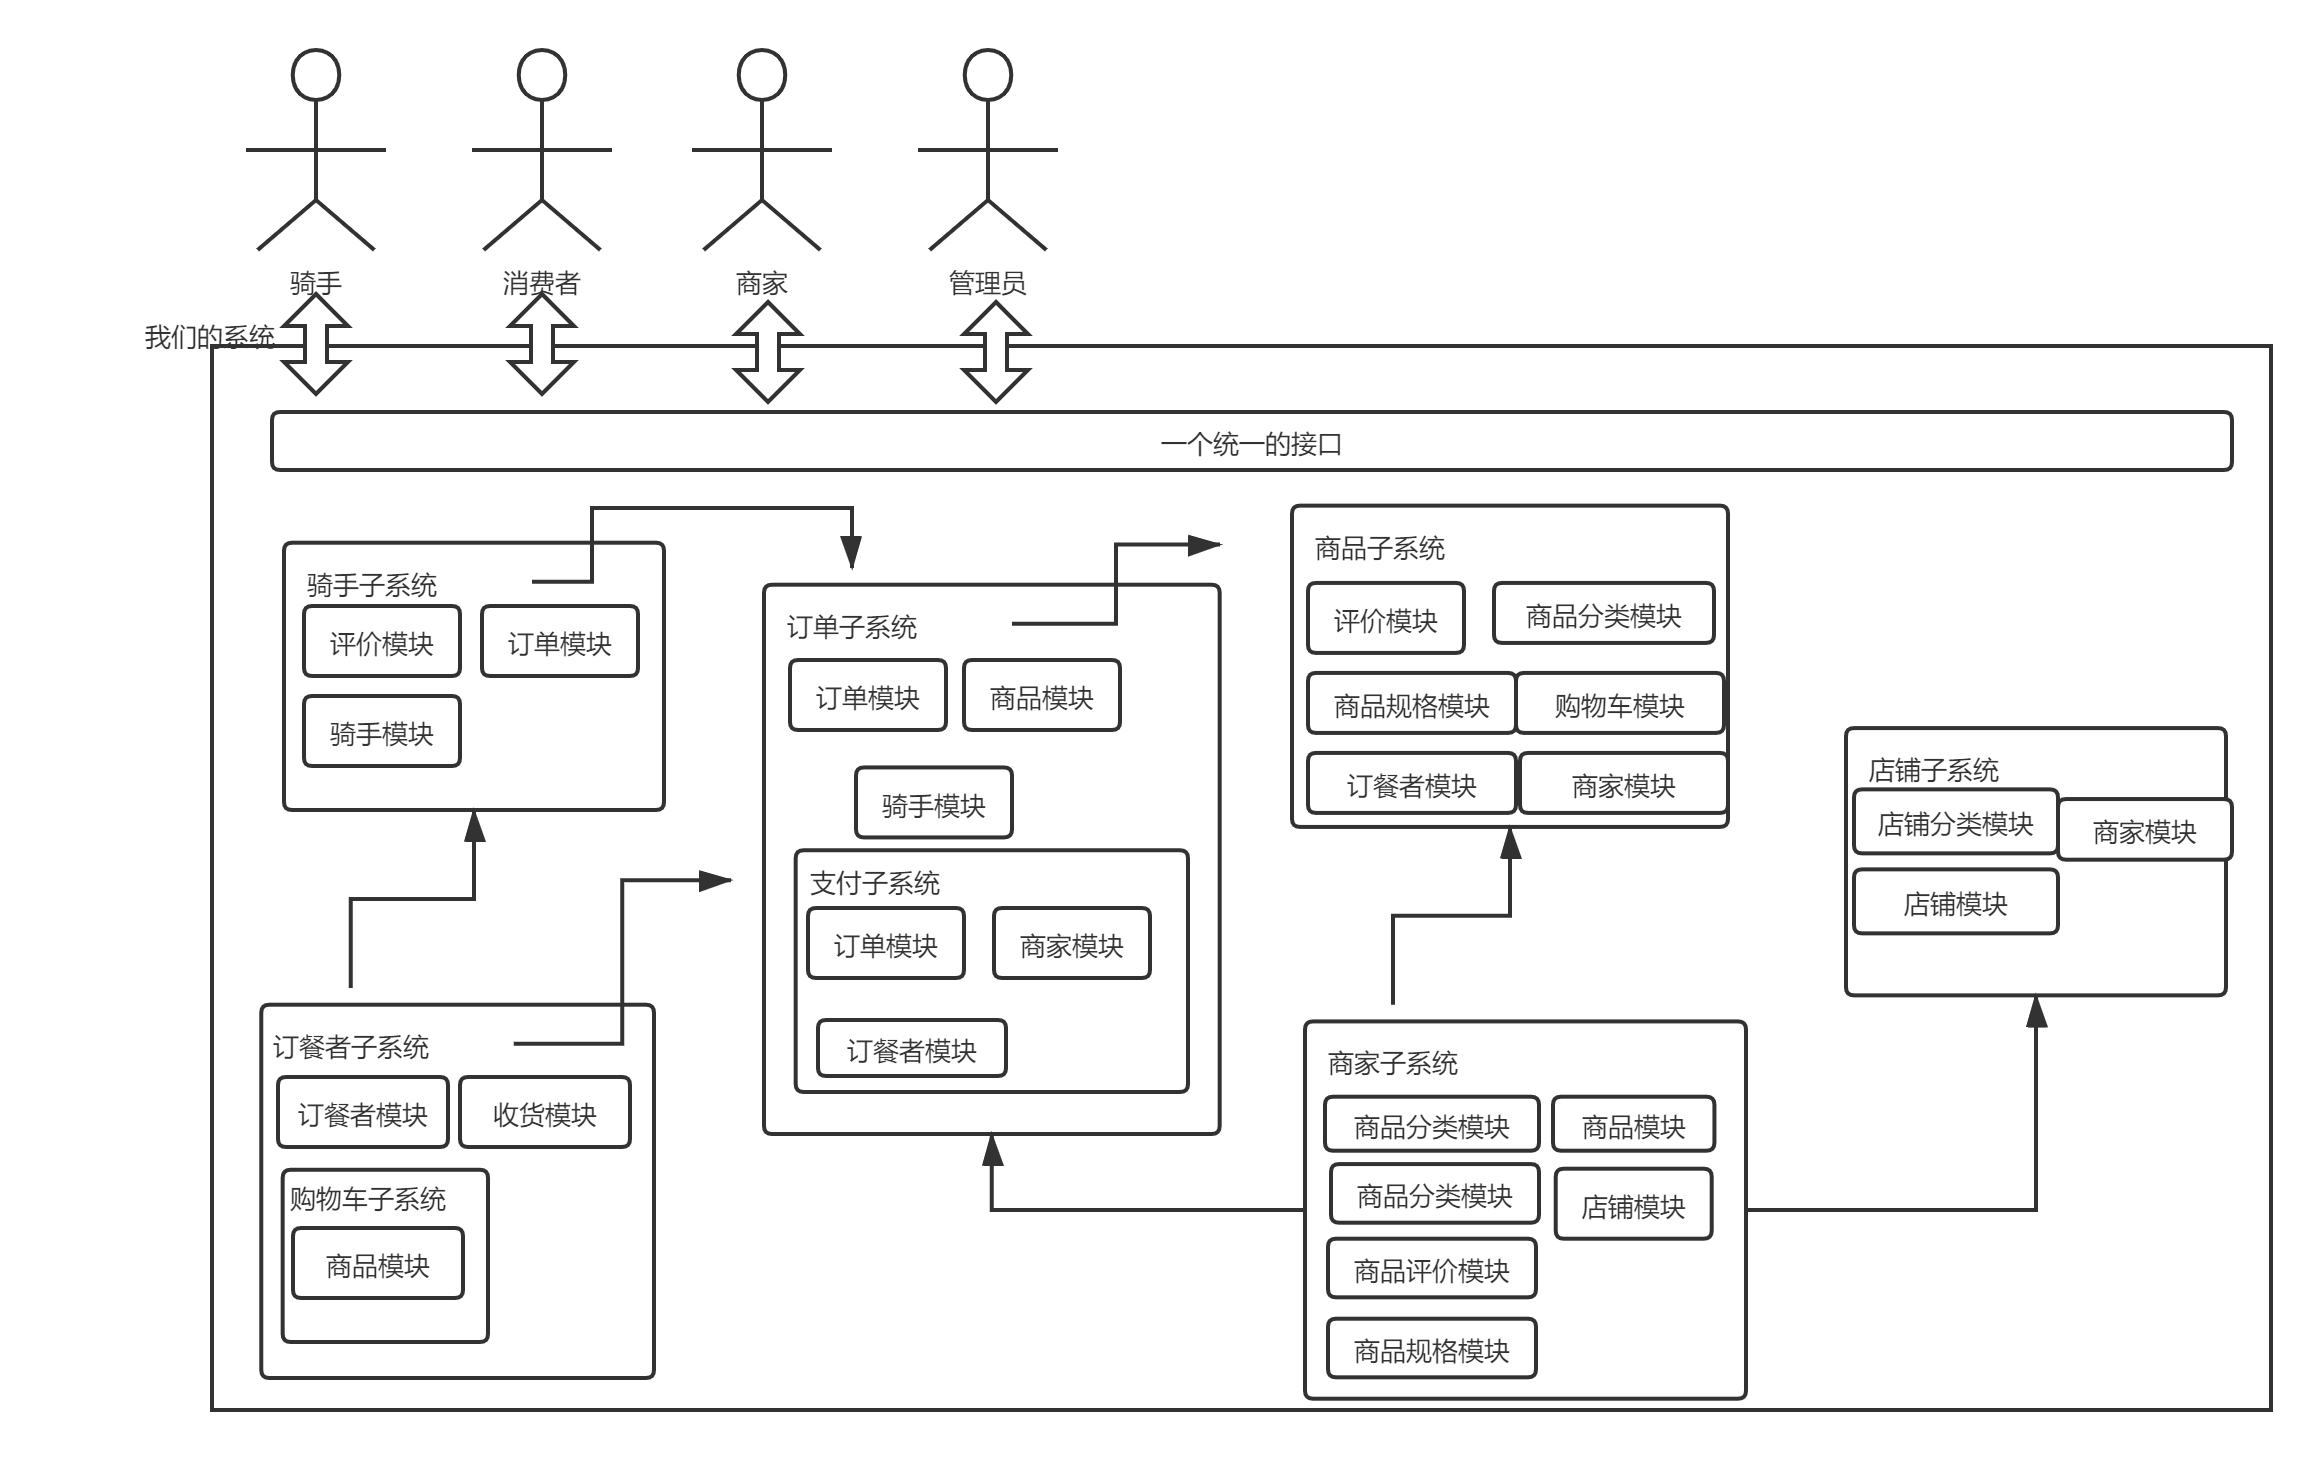 骑手
消费者
商家
管理员
我们的系统
一个统一的接口
骑手子系统
评价模块
订单模块
骑手模块
订单子系统
订单模块
商品模块
骑手模块
支付子系统
订单模块
商家模块
订餐者模块
商品子系统
评价模块
商品分类模块
商品规格模块
购物车模块
订餐者模块
商家模块
店铺子系统
店铺分类模块
商家模块
店铺模块
订餐者子系统
订餐者模块
收货模块
购物车子系统
商品模块
商家子系统
商品分类模块
商品模块
商品分类模块
店铺模块
商品评价模块
商品规格模块